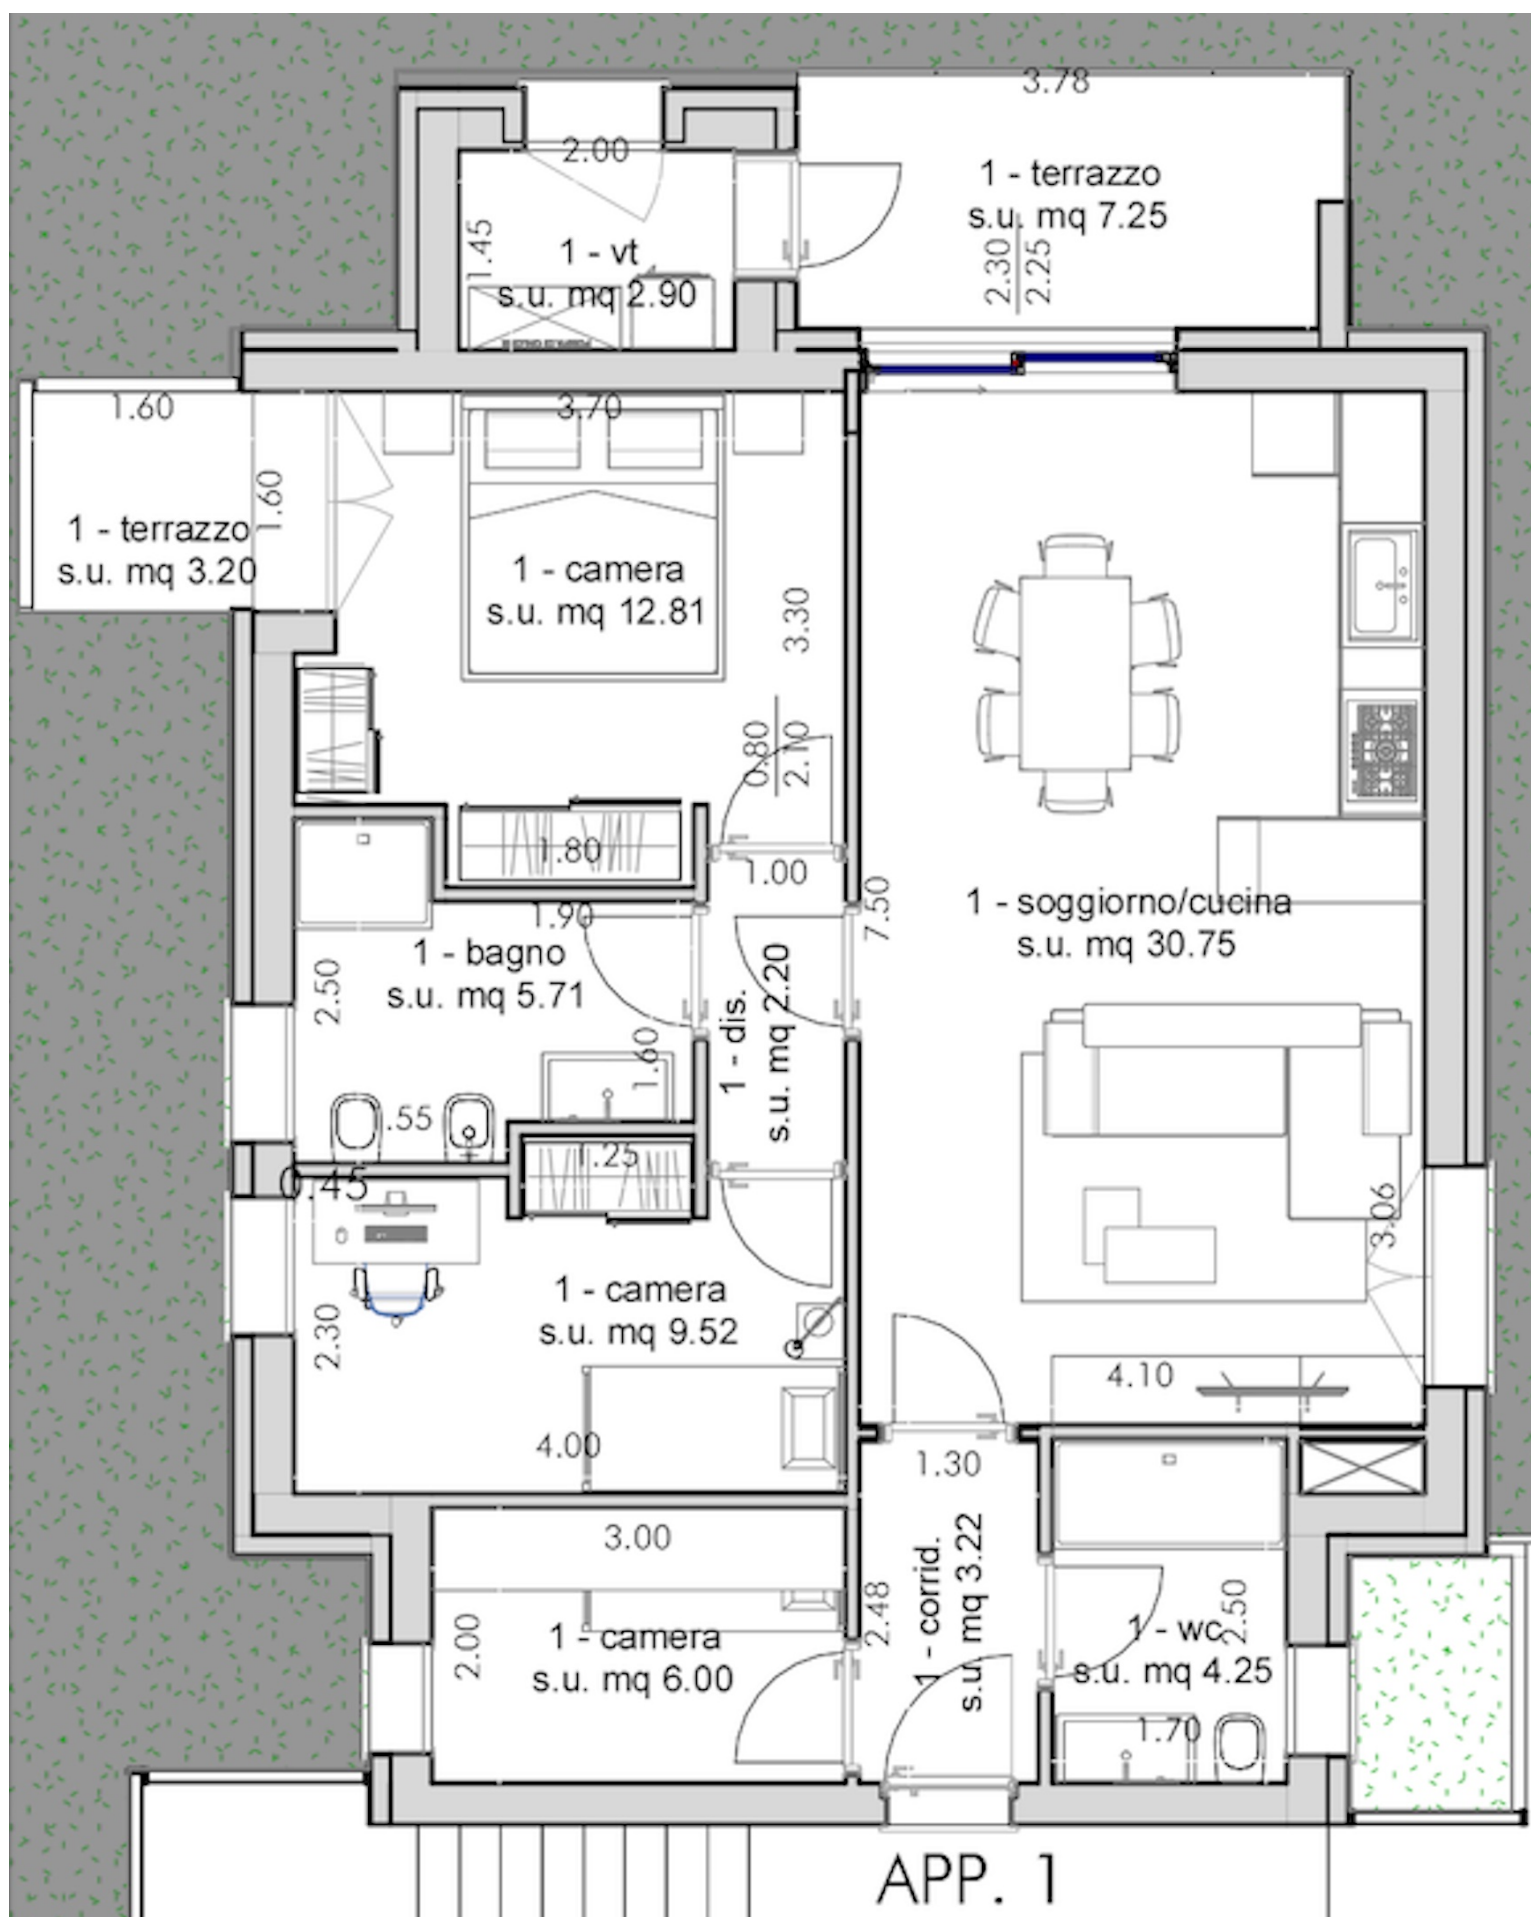 3.78
2.00
1 - terrazzo
s.u. mq 7.25
1.45
1 - vt
s.u. mq 2.90
2.30
2.25
1.60
3.70
1.60
1 - terrazzo
s.u. mq 3.20
1 - camera
s.u. mq 12.81
3.30
0.80
2.10
1.80
1.00
7.50
1 - soggiorno/cucina
s.u. mq 30.75
1.90
1 - bagno
s.u. mq 5.71
2.50
1 - dis.
s.u. mq 2.20
1.60
.55
1.25
0.45
3.06
1 - camera
s.u. mq 9.52
2.30
4.10
4.00
1.30
3.00
1 - corrid.
s.u. mq 3.22
2.48
2.50
2.00
1 - camera
s.u. mq 6.00
1 - wc
s.u. mq 4.25
1.70
APP. 1